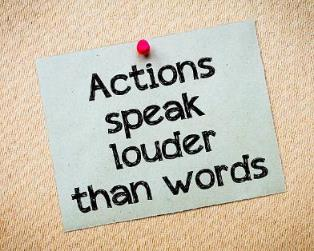 Actions
speak
louder
than words